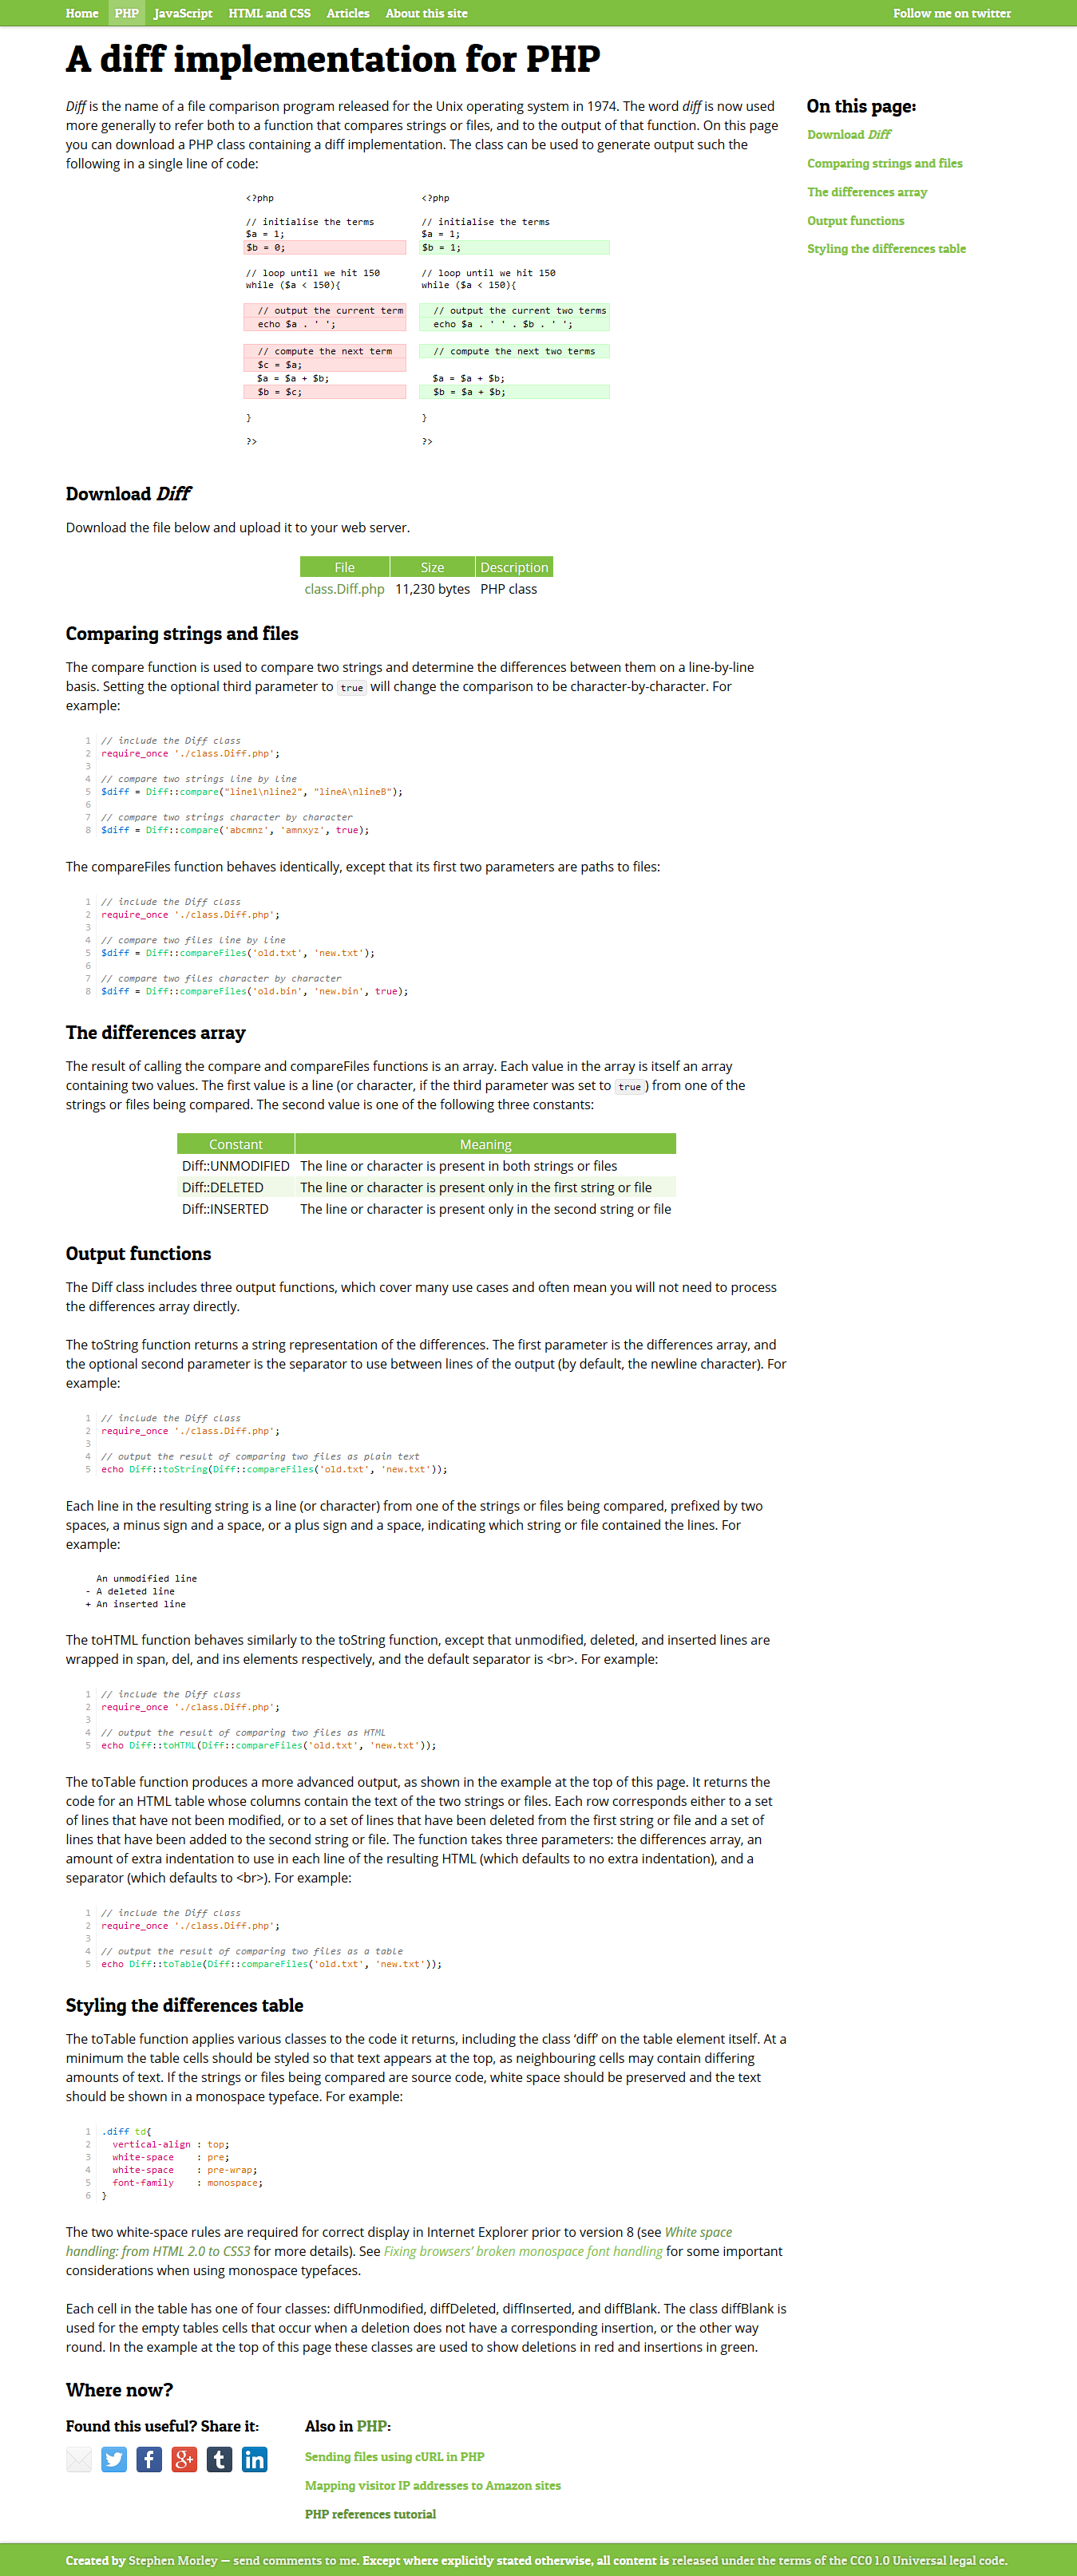 Home PHP JavaScript HTML and CSS Articles About this site Follow me on twitter
A diff implementation for PHP
Diff is the name of a file comparison program released for the Unix operating system in 1974. The word diff is now used
more generally to refer both to a function that compares strings or files, and to the output of that function. On this page
you can download a PHP class containing a diff implementation. The class can be used to generate output such the
following in a single line of code:
On this page:
Download Diff
Comparing strings and files
The differences array
Output functions
Styling the differences table
<?php <?php
// initialise the terms // initialise the terms
$a = 1; $a = 1;
$b = 0; $b = 1;
// loop until we hit 150 // loop until we hit 150
while ($a < 150){ while ($a < 150){
// output the current term // output the current two terms
echo $a . ' '; echo $a . ' ' . $b . ' ';
// compute the next term // compute the next two terms
$c = $a;
$a = $a + $b; $a = $a + $b;
$b = $c; $b = $a + $b;
} }
?> ?>
Download Diff
Download the file below and upload it to your web server.
File Size Description
class.Diff.php 11,230 bytes PHP class
Comparing strings and files
The compare function is used to compare two strings and determine the differences between them on a line-by-line
basis. Setting the optional third parameter to true will change the comparison to be character-by-character. For
example:
1 // include the Diff class
2 require_once './class.Diff.php';
3
4 // compare two strings line by line
5 $diff = Diff::compare("line1\nline2", "lineA\nlineB");
6
7 // compare two strings character by character
8 $diff = Diff::compare('abcmnz', 'amnxyz', true);
The compareFiles function behaves identically, except that its first two parameters are paths to files:
1 // include the Diff class
2 require_once './class.Diff.php';
3
4 // compare two files line by line
5 $diff = Diff::compareFiles('old.txt', 'new.txt');
6
7 // compare two files character by character
8 $diff = Diff::compareFiles('old.bin', 'new.bin', true);
The differences array
The result of calling the compare and compareFiles functions is an array. Each value in the array is itself an array
containing two values. The first value is a line (or character, if the third parameter was set to true) from one of the
strings or files being compared. The second value is one of the following three constants:
Constant Meaning
Diff::UNMODIFIED The line or character is present in both strings or files
Diff::DELETED The line or character is present only in the first string or file
Diff::INSERTED The line or character is present only in the second string or file
Output functions
The Diff class includes three output functions, which cover many use cases and often mean you will not need to process
the differences array directly.
The toString function returns a string representation of the differences. The first parameter is the differences array, and
the optional second parameter is the separator to use between lines of the output (by default, the newline character). For
example:
1 // include the Diff class
2 require_once './class.Diff.php';
3
4 // output the result of comparing two files as plain text
5 echo Diff::toString(Diff::compareFiles('old.txt', 'new.txt'));
Each line in the resulting string is a line (or character) from one of the strings or files being compared, prefixed by two
spaces, a minus sign and a space, or a plus sign and a space, indicating which string or file contained the lines. For
example:
An unmodified line
- A deleted line
+ An inserted line
The toHTML function behaves similarly to the toString function, except that unmodified, deleted, and inserted lines are
wrapped in span, del, and ins elements respectively, and the default separator is <br>. For example:
1 // include the Diff class
2 require_once './class.Diff.php';
3
4 // output the result of comparing two files as HTML
5 echo Diff::toHTML(Diff::compareFiles('old.txt', 'new.txt'));
The toTable function produces a more advanced output, as shown in the example at the top of this page. It returns the
code for an HTML table whose columns contain the text of the two strings or files. Each row corresponds either to a set
of lines that have not been modified, or to a set of lines that have been deleted from the first string or file and a set of
lines that have been added to the second string or file. The function takes three parameters: the differences array, an
amount of extra indentation to use in each line of the resulting HTML (which defaults to no extra indentation), and a
separator (which defaults to <br>). For example:
1 // include the Diff class
2 require_once './class.Diff.php';
3
4 // output the result of comparing two files as a table
5 echo Diff::toTable(Diff::compareFiles('old.txt', 'new.txt'));
Styling the differences table
The toTable function applies various classes to the code it returns, including the class ‘diff’ on the table element itself. At a
minimum the table cells should be styled so that text appears at the top, as neighbouring cells may contain differing
amounts of text. If the strings or files being compared are source code, white space should be preserved and the text
should be shown in a monospace typeface. For example:
1 .diff td{
2 vertical-align : top;
3 white-space : pre;
4 white-space : pre-wrap;
5 font-family : monospace;
6 }
The two white-space rules are required for correct display in Internet Explorer prior to version 8 (see White space
handling: from HTML 2.0 to CSS3 for more details). See Fixing browsers’ broken monospace font handling for some important
considerations when using monospace typefaces.
Each cell in the table has one of four classes: diffUnmodified, diffDeleted, diffInserted, and diffBlank. The class diffBlank is
used for the empty tables cells that occur when a deletion does not have a corresponding insertion, or the other way
round. In the example at the top of this page these classes are used to show deletions in red and insertions in green.
Where now?
Found this useful? Share it:
Also in PHP:
Sending files using cURL in PHP
Mapping visitor IP addresses to Amazon sites
PHP references tutorial
Created by Stephen Morley — send comments to me. Except where explicitly stated otherwise, all content is released under the terms of the CC0 1.0 Universal legal code.